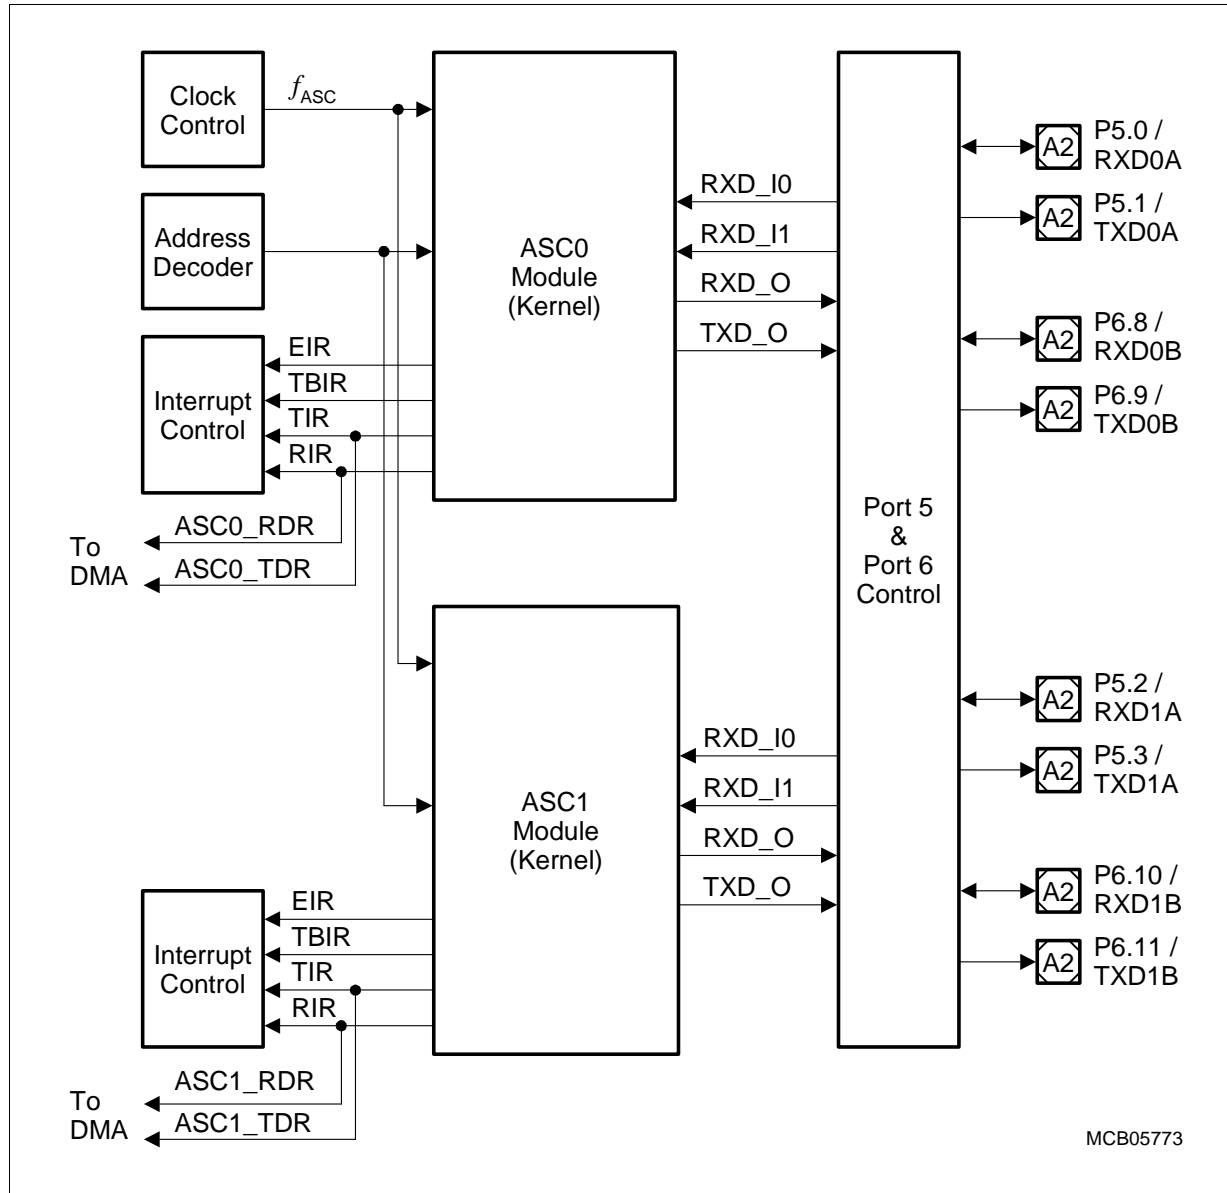 Clock
Control
fASC
Address
Decoder
Interrupt
Control
EIR
TBIR
TIR
RIR
To
DMA
ASC0_RDR
ASC0_TDR
ASC0
Module
(Kernel)
RXD_I0
RXD_I1
RXD_O
TXD_O
Port 5
&
Port 6
Control
A2
P5.0 /
RXD0A
A2
P5.1 /
TXD0A
A2
P6.8 /
RXD0B
A2
P6.9 /
TXD0B
ASC1
Module
(Kernel)
RXD_I0
RXD_I1
RXD_O
TXD_O
A2
P5.2 /
RXD1A
A2
P5.3 /
TXD1A
A2
P6.10 /
RXD1B
A2
P6.11 /
TXD1B
Interrupt
Control
EIR
TBIR
TIR
RIR
To
DMA
ASC1_RDR
ASC1_TDR
MCB05773